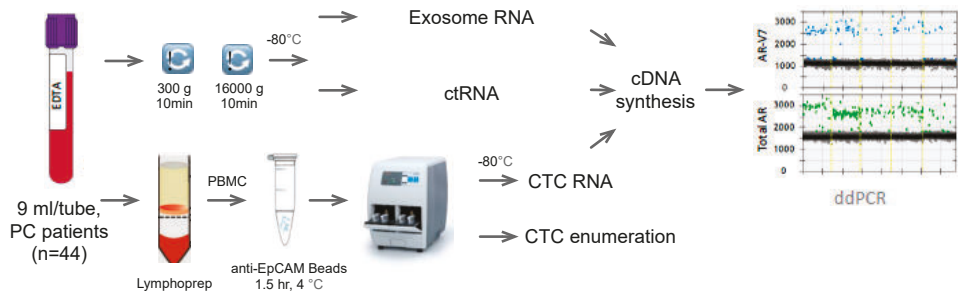 EDTA
9 ml/tube,
PC patients
(n=44)
300 g
10min
16000 g
10min
-80°C
Exosome RNA
ctRNA
cDNA
synthesis
Lymphoprep
PBMC
anti-EpCAM Beads
1.5 hr, 4 °C
-80°C
CTC RNA
CTC enumeration
AR-V7
3000
2000
1000
0
Total AR
3000
2000
1000
0
ddPCR